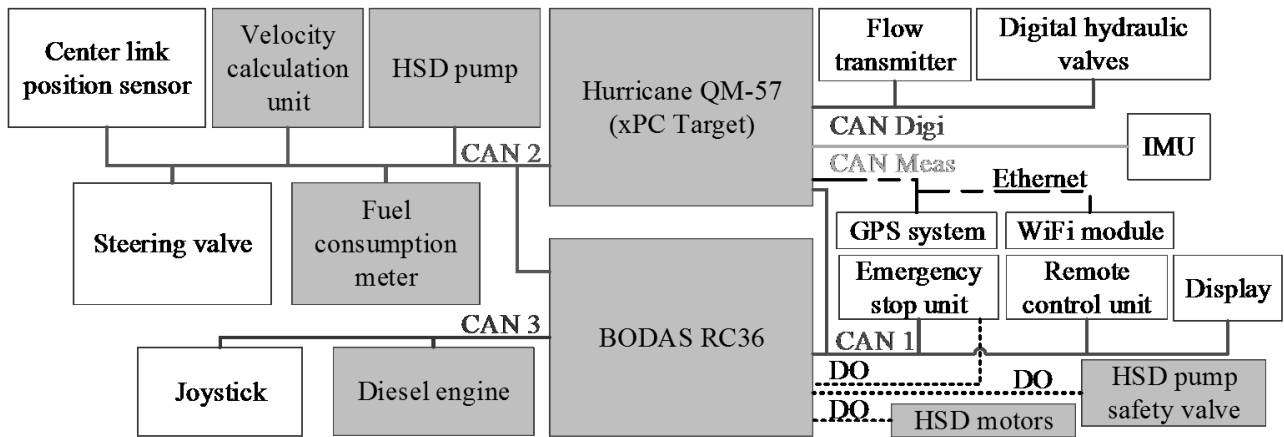 Center link
position sensor
Velocity
calculation
unit
HSD pump
Hurricane QM-57
(xPC Target)
Flow
transmitter
Digital hydraulic
valves
CAN Digi
CAN 2
CAN Meas
IMU
Ethernet
Steering valve
Fuel
consumption
meter
GPS system
WiFi module
Emergency
stop unit
Remote
control unit
Display
CAN 3
BODAS RC36
CAN 1
Joystick
Diesel engine
DO
DO
HSD pump
safety valve
DO
HSD motors